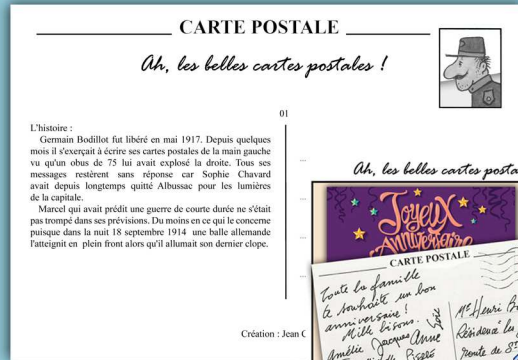 CARTE POSTALE
Ah, les belles cartes postales !
01
L'histoire :
Germain Bodillot fut libéré en mai 1917. Depuis quelques
mois il s'exerçait à écrire ses cartes postales de la main gauche
vu qu'un obus de 75 lui avait explosé la droite. Tous ses
messages restèrent sans réponse car Sophie Chavard
avait depuis longtemps quitté Albussac pour les lumières
de la capitale.
Marcel qui avait prédit une guerre de courte durée ne s'était
pas trompé dans ses prévisions. Du moins en ce qui le concerne
puisque dans la nuit 18 septembre 1914 une balle allemande
l'atteignit en plein front alors qu'il allumait son dernier clope.
Création : Jean C
Ah, les belles cartes posta
Joyeux
Anniversaire
CARTE POSTALE
Toute la famille
te souhaite un bon
anniversaire !
Mille bisous.
Amélie Jacques Anne
Mr Henri
Résidence
route de St